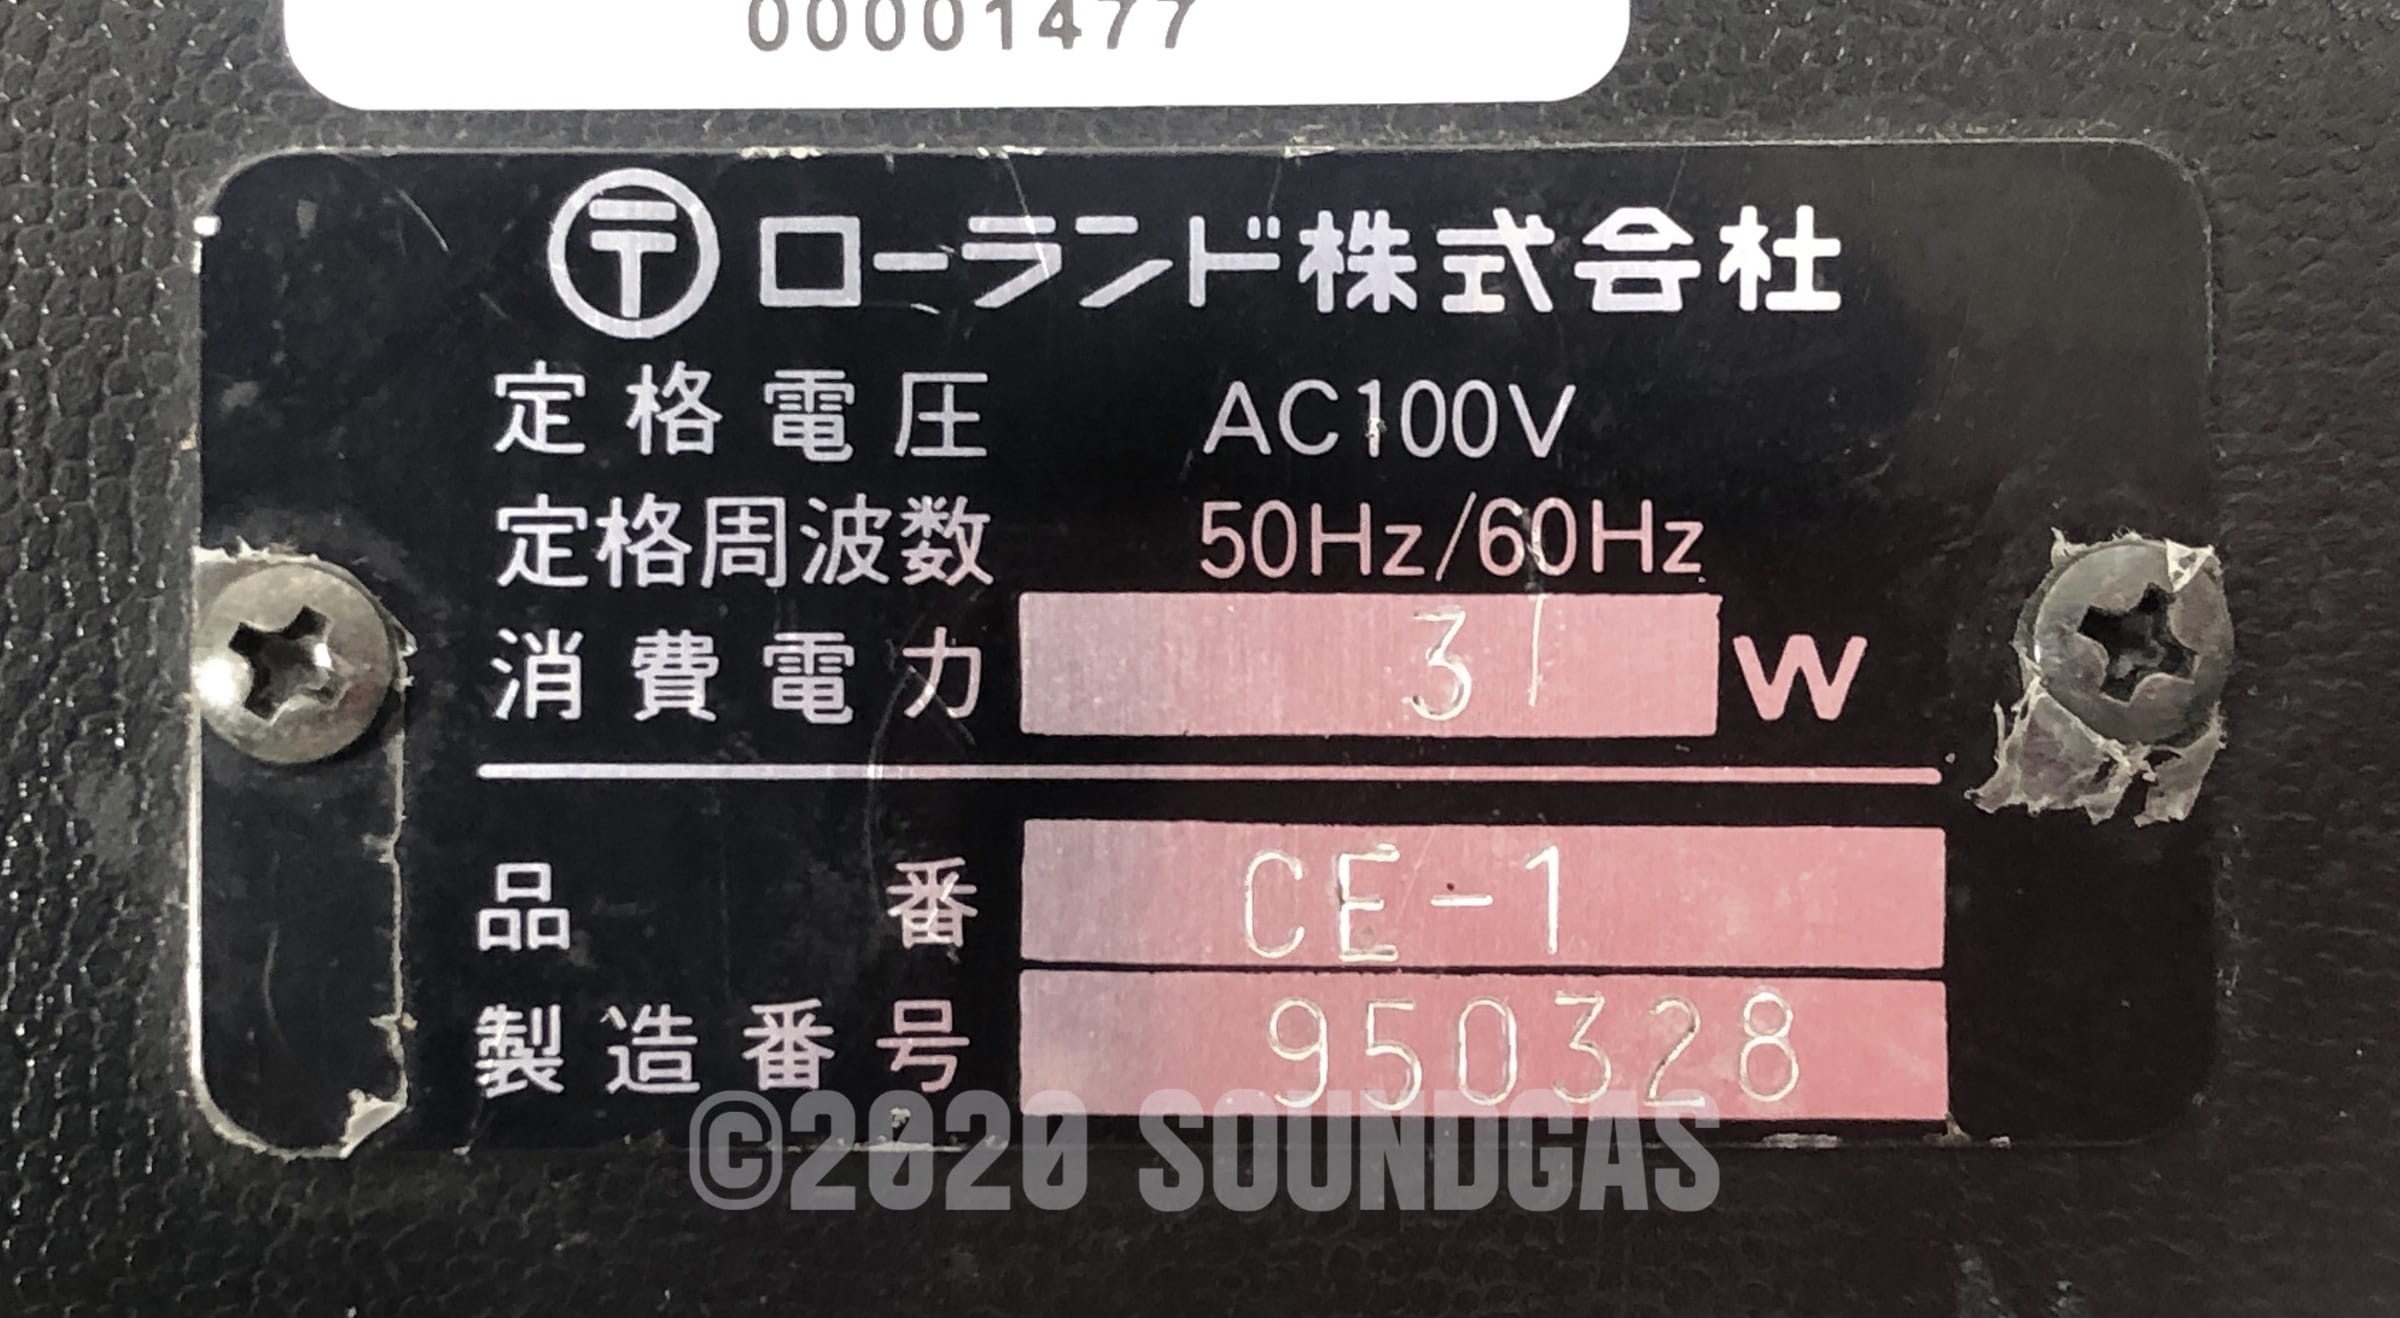 00001477
〒 ローランド株式会社
定格電圧 AC100V
定格周波数 50Hz/60Hz
消費電力 3 W
品番 CE-1
製造番号 950328
©2020 SOUNDGAS